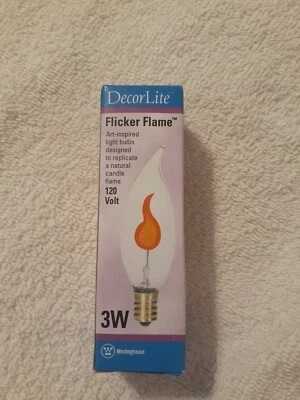 DecorLite
Flicker Flame™
Art-inspired
light bulbs
designed
to replicate
a natural
candle
flame
120
Volt
3W
W Westinghouse